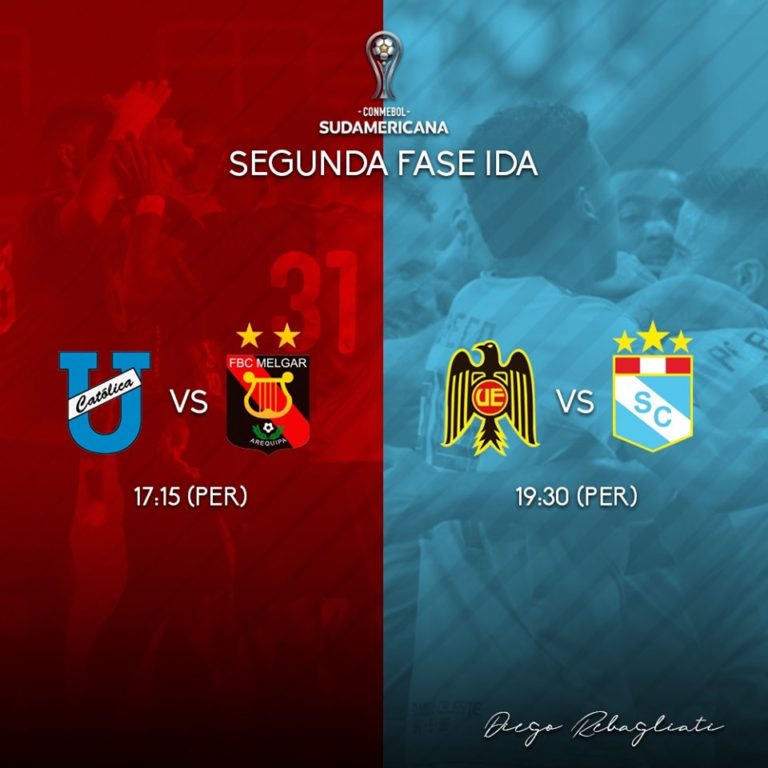 - CONMEBOL -
SUDAMERICANA
SEGUNDA FASE IDA
31
Católica
U
VS
FBC MELGAR
AREQUIPA
17:15 (PER)
UE
VS
SC
19:30 (PER)
Diego Rebagliati